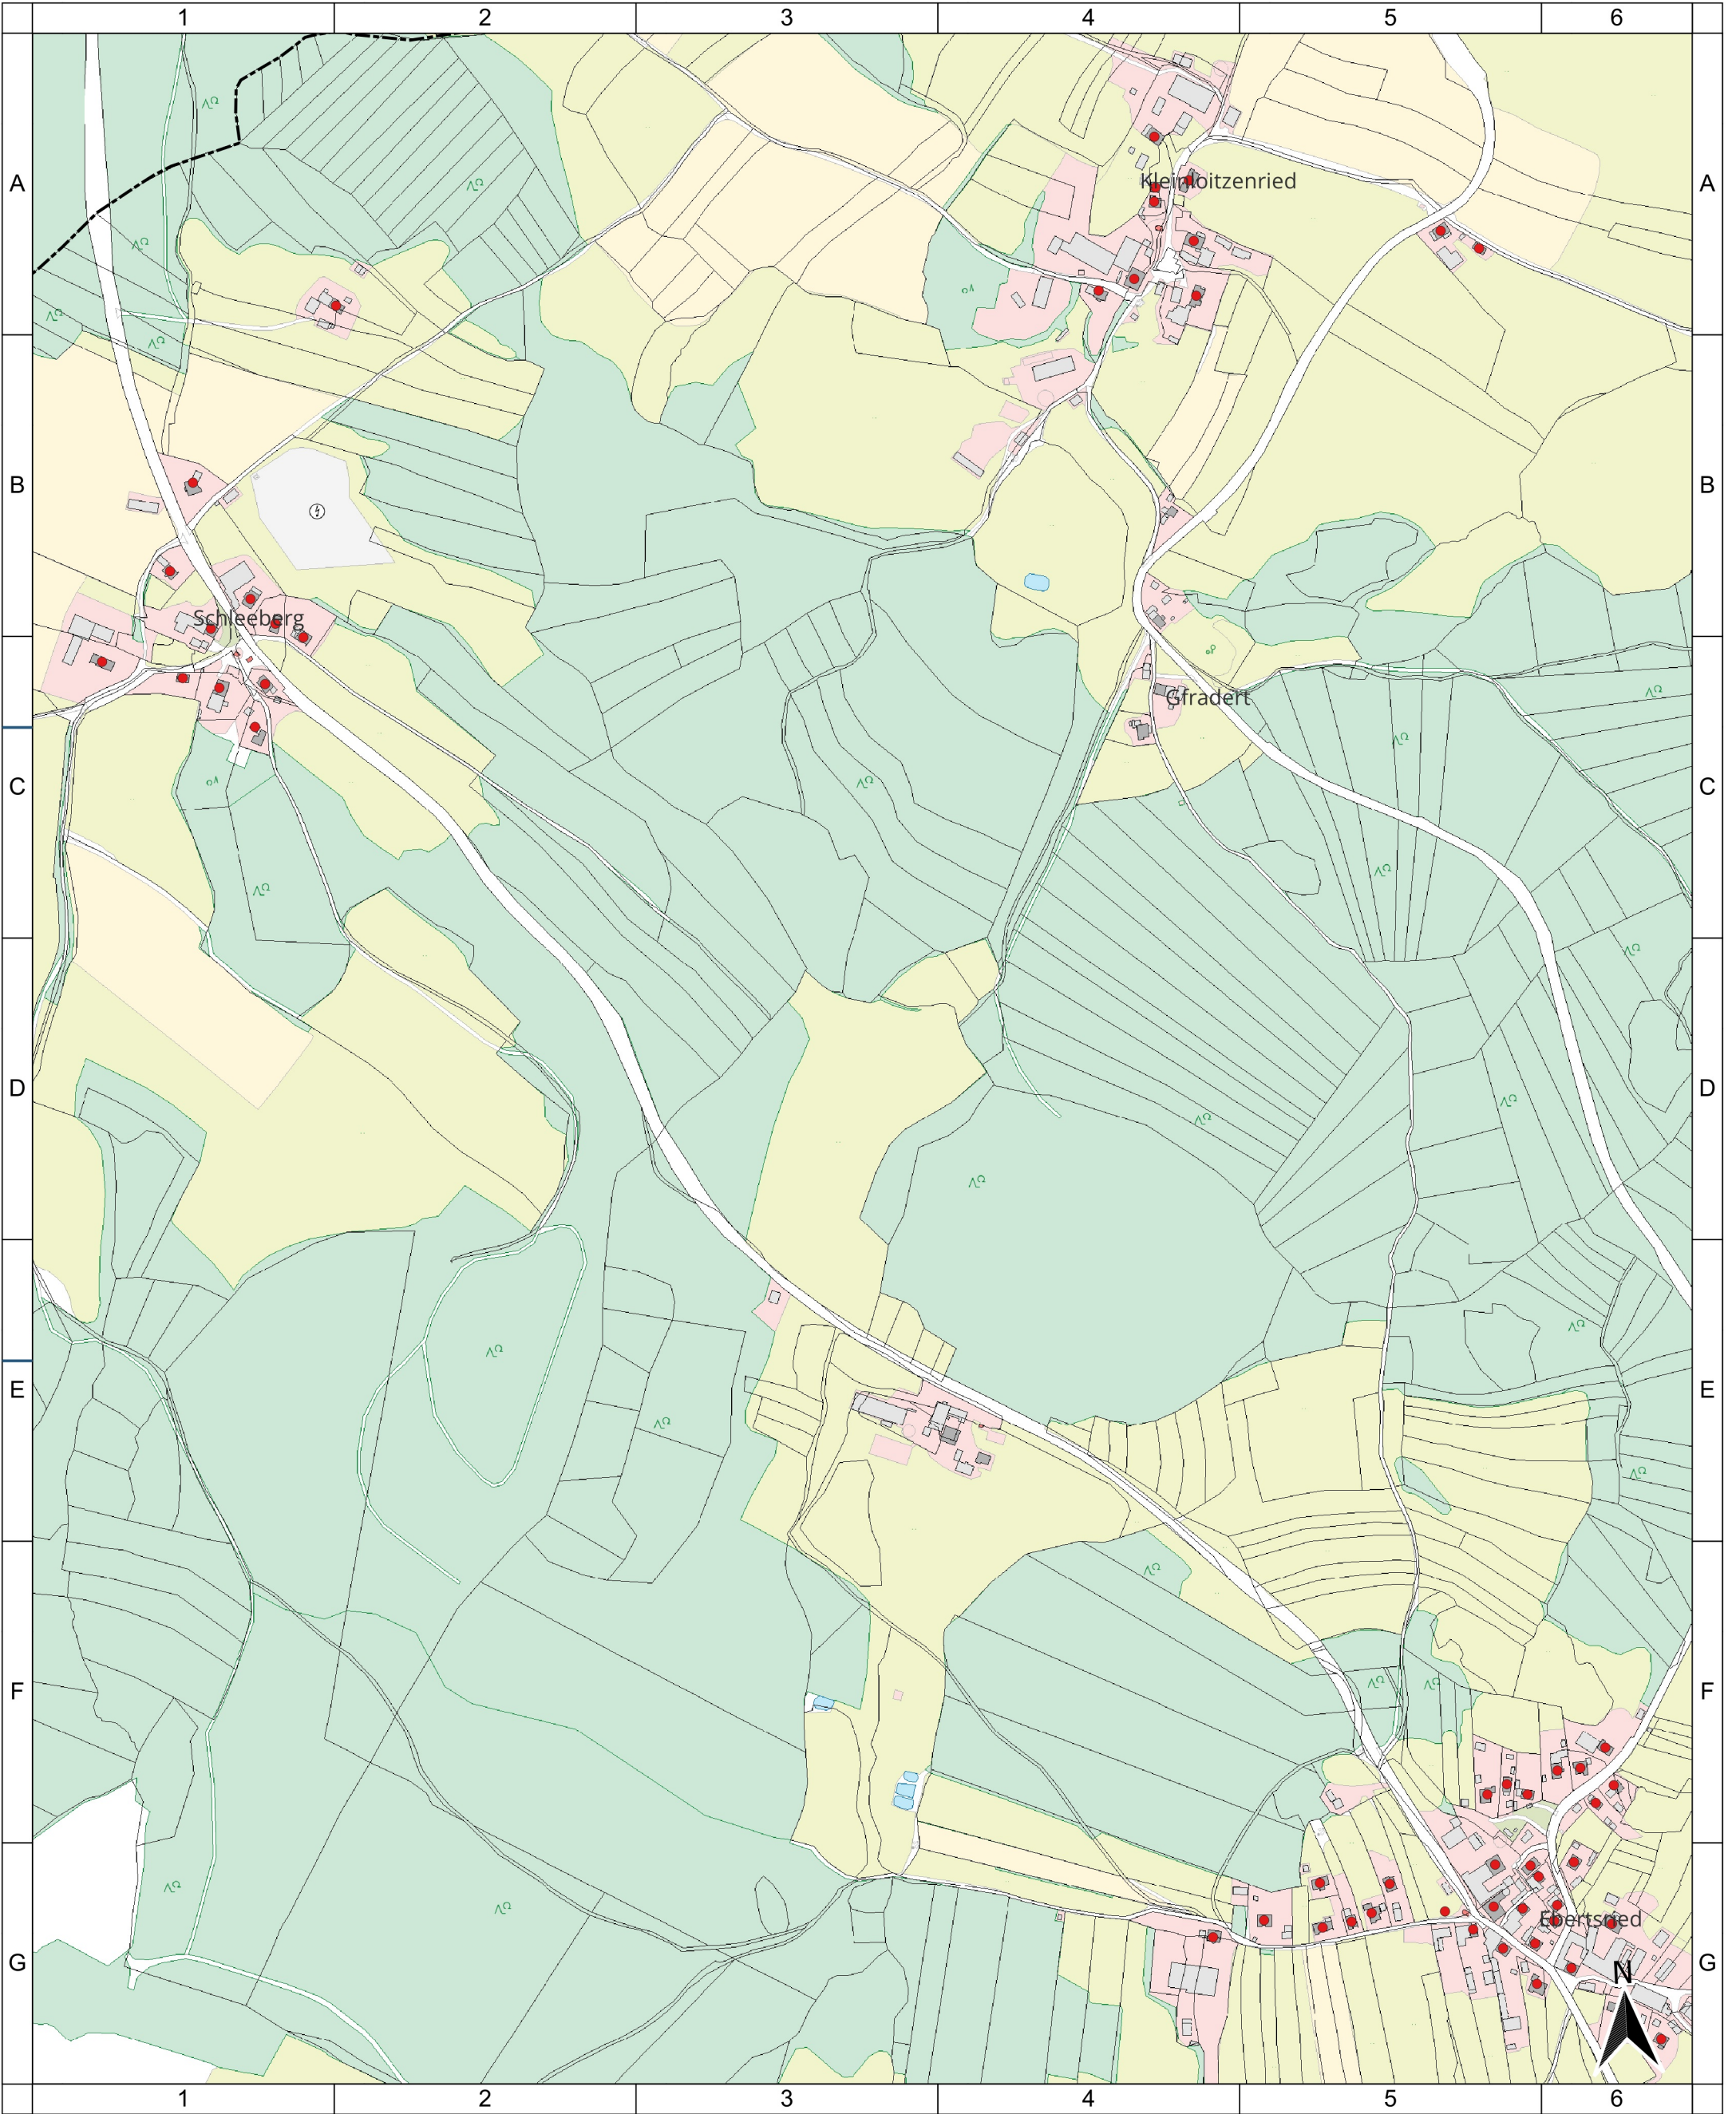 1 2 3 4 5 6
A A
Kleinloitzenried
B B
Schleeberg
Gfradert
C C
D D
E E
F F
Ebertsried
G G
N
1 2 3 4 5 6